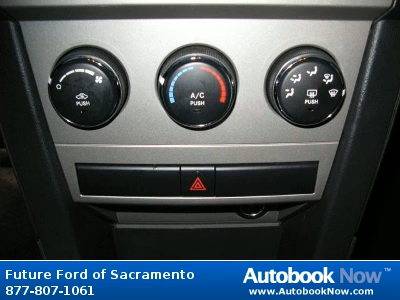 PUSH
A/C
PUSH
PUSH
Future Ford of Sacramento
877-807-1061
Autobook Now™
www.AutobookNow.com